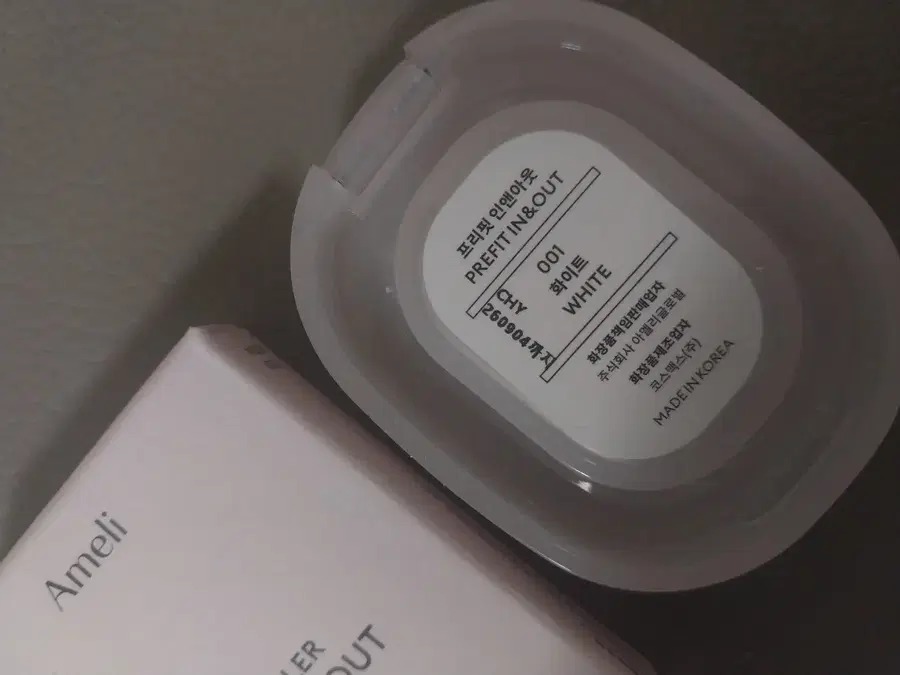 프리핏 인앤아웃
PREFIT IN&OUT
001
화이트
WHITE
CHY
260904까지
화장품책임판매업자
주식회사 아멜리글로벌
화장품제조업자
코스맥스(주)
MADE IN KOREA
Ameli
LER
OUT